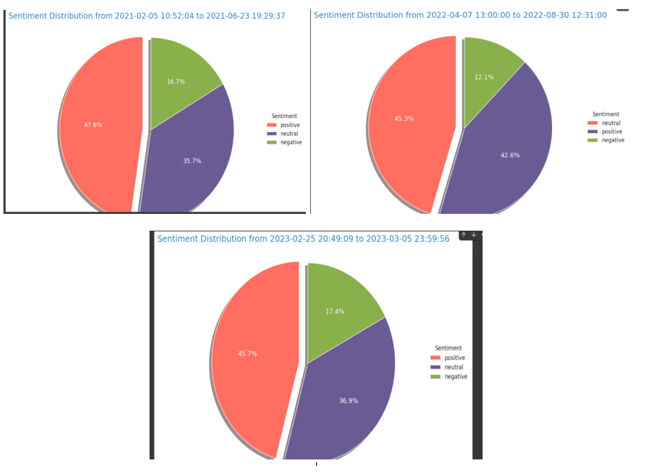 Sentiment Distribution from 2021-02-05 10:52:04 to 2021-06-23 19:29:37
16.7%
47.6%
35.7%
Sentiment
positive
neutral
negative
Sentiment Distribution from 2022-04-07 13:00:00 to 2022-08-30 12:31:00
12.1%
45.3%
42.6%
Sentiment
neutral
positive
negative
Sentiment Distribution from 2023-02-25 20:49:09 to 2023-03-05 23:59:56
17.4%
45.7%
36.9%
Sentiment
positive
neutral
negative